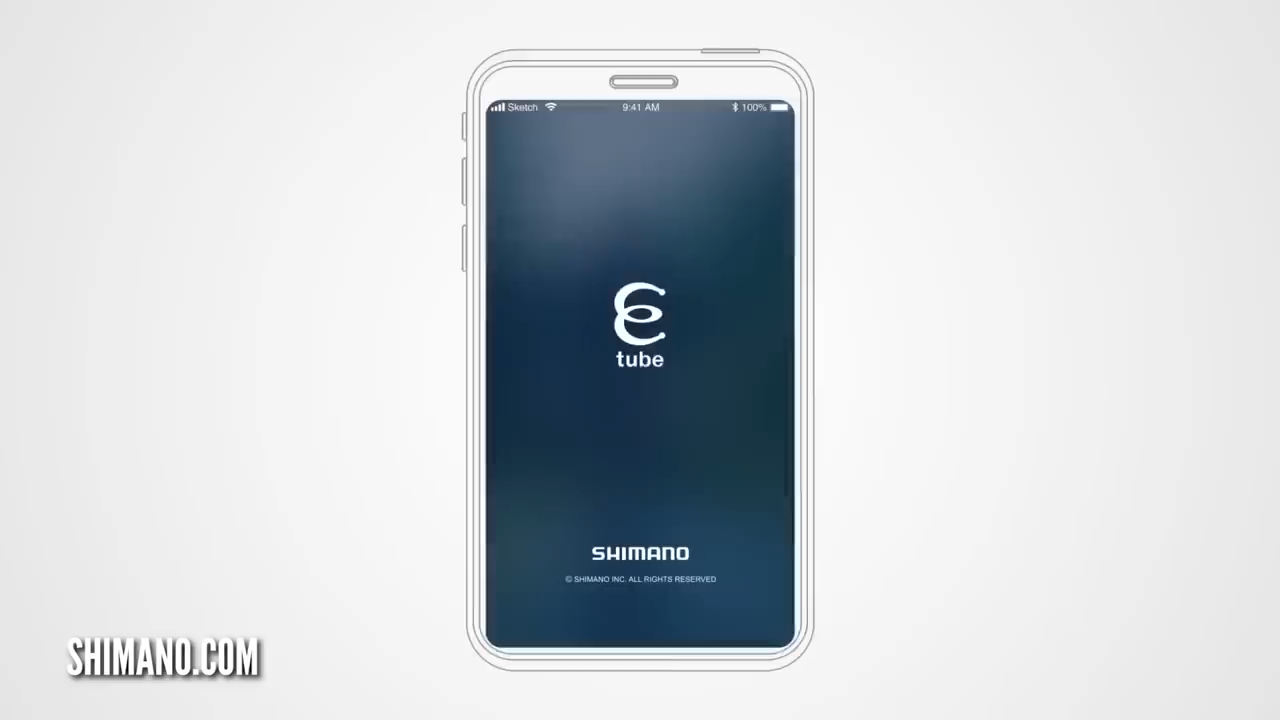 Sketch 9:41 AM 100%
tube
SHIMANO
© SHIMANO INC. ALL RIGHTS RESERVED
SHIMANO.COM